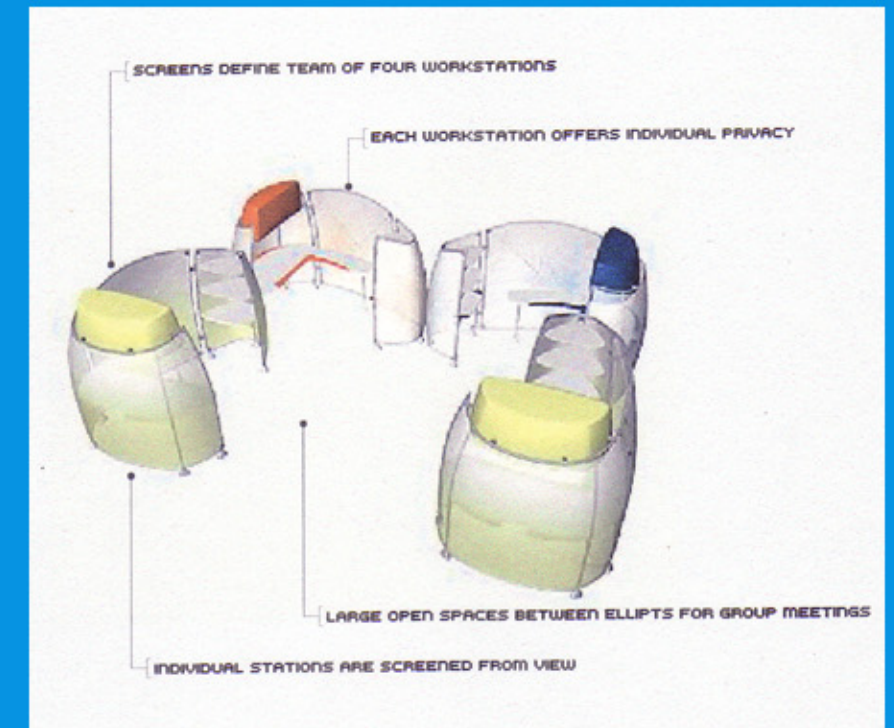 SCREENS DEFINE TEAM OF FOUR WORKSTATIONS
EACH WORKSTATION OFFERS INDIVIDUAL PRIVACY
LARGE OPEN SPACES BETWEEN ELLIPTS FOR GROUP MEETINGS
INDIVIDUAL STATIONS ARE SCREENED FROM VIEW